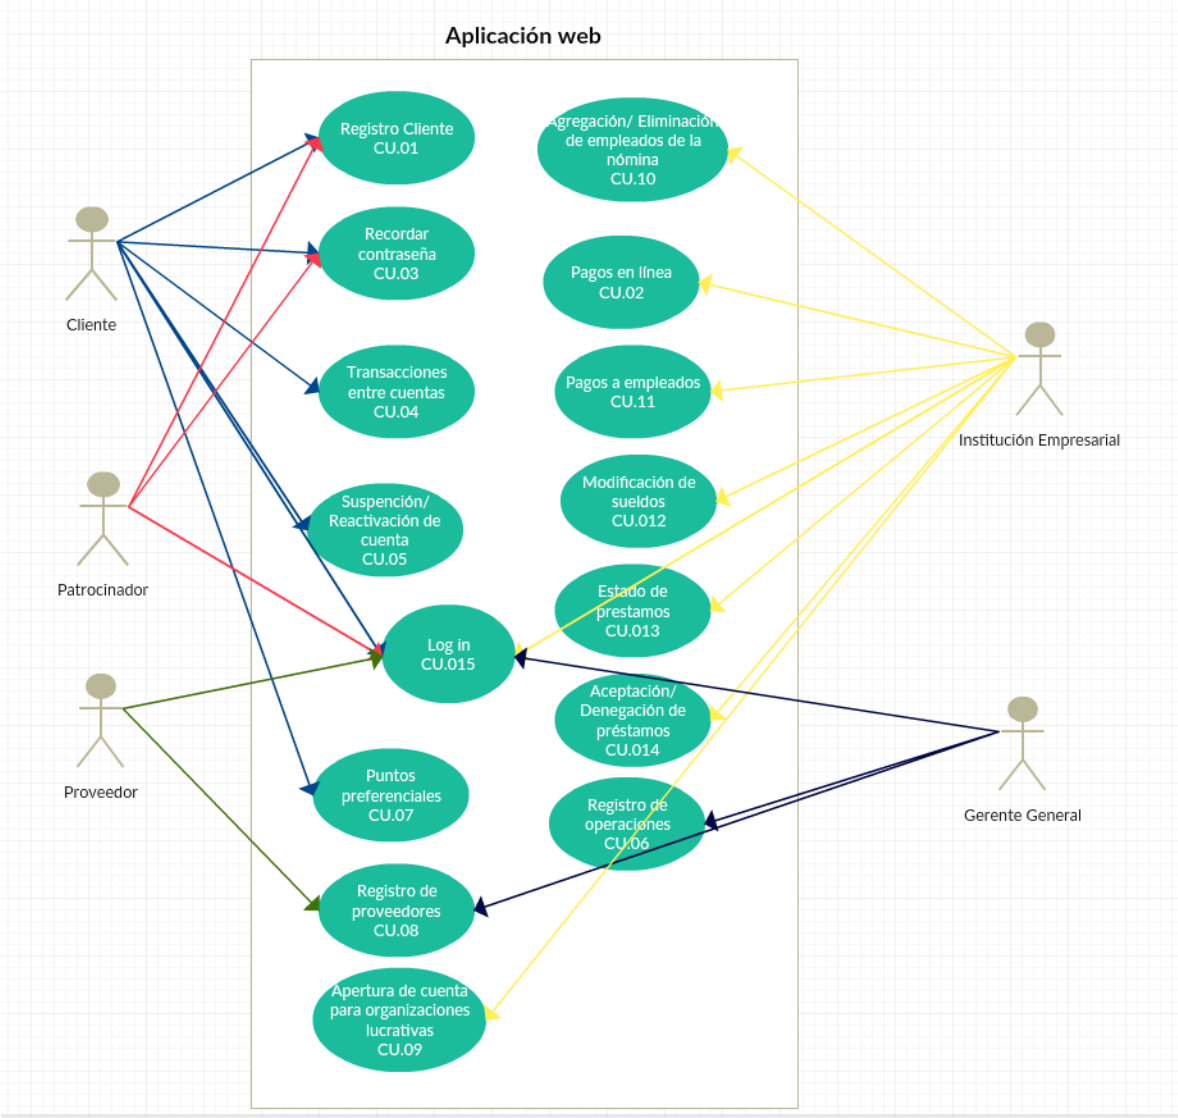 Aplicación web
Registro Cliente
CU.01
Recordar
contraseña
CU.03
Transacciones
entre cuentas
CU.04
Suspención/
Reactivación de
cuenta
CU.05
Log in
CU.015
Puntos
preferenciales
CU.07
Registro de
proveedores
CU.08
Apertura de cuenta
para organizaciones
lucrativas
CU.09
Agregación/ Eliminación
de empleados de la
nómina
CU.10
Pagos en línea
CU.02
Pagos a empleados
CU.11
Modificación de
sueldos
CU.012
Estado de
prestamos
CU.013
Aceptación/
Denegación de
préstamos
CU.014
Registro de
operaciones
CU.06
Cliente
Patrocinador
Proveedor
Institución Empresarial
Gerente General